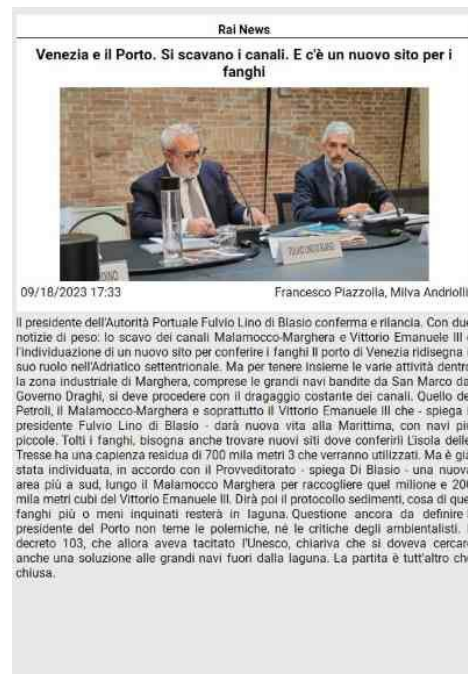 Rai News
Venezia e il Porto. Si scavano i canali. E c'è un nuovo sito per i
fanghi
FULVIO LINO DI BLASIO
09/18/2023 17:33
Francesco Piazzolla, Milva Andriolli
Il presidente dell'Autorità Portuale Fulvio Lino di Blasio conferma e rilancia. Con due
notizie di peso: lo scavo dei canali Malamocco-Marghera e Vittorio Emanuele III
l'individuazione di un nuovo sito per conferire i fanghi Il porto di Venezia ridisegna
suo ruolo nell'Adriatico settentrionale. Ma per tenere insieme le varie attività dentro
la zona industriale di Marghera, comprese le grandi navi bandite da San Marco da
Governo Draghi, si deve procedere con il dragaggio costante dei canali. Quello de
Petroli, il Malamocco-Marghera e soprattutto il Vittorio Emanuele III che - spiega
presidente Fulvio Lino di Blasio - darà nuova vita alla Marittima, con navi più
piccole. Tolti i fanghi, bisogna anche trovare nuovi siti dove conferirli L'isola delle
Tresse ha una capienza residua di 700 mila metri 3 che verranno utilizzati. Ma è già
stata individuata, in accordo con il Provveditorato - spiega Di Blasio - una nuova
area più a sud, lungo il Malamocco Marghera per raccogliere quel milione e 200
mila metri cubi del Vittorio Emanuele III. Dirà poi il protocollo sedimenti, cosa di quei
fanghi più o meni inquinati resterà in laguna. Questione ancora da definire.
presidente del Porto non teme le polemiche, né le critiche degli ambientalisti.
decreto 103, che allora aveva tacitato l'Unesco, chiariva che si doveva cercare
anche una soluzione alle grandi navi fuori dalla laguna. La partita è tutt'altro che
chiusa.